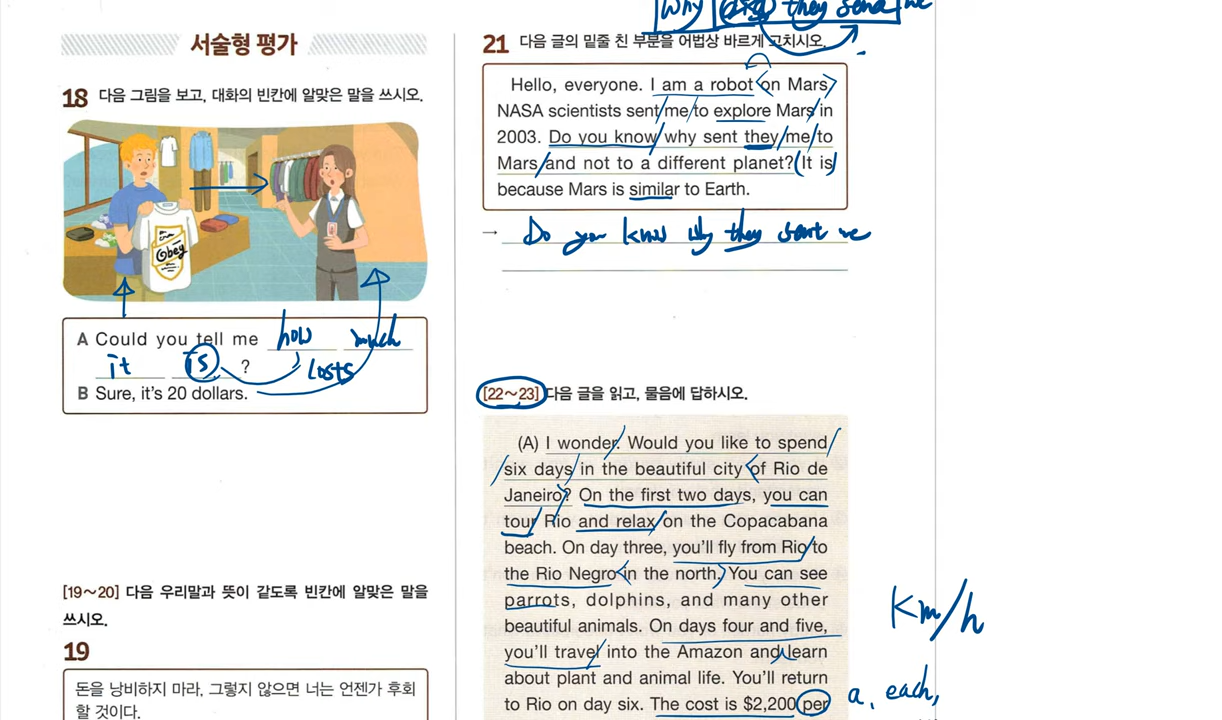 why did they send me
서술형 평가
18 다음 그림을 보고, 대화의 빈칸에 알맞은 말을 쓰시오.
Obey
A Could you tell me how much
it is ? costs
B Sure, it's 20 dollars.
[19~20] 다음 우리말과 뜻이 같도록 빈칸에 알맞은 말을
쓰시오.
19
돈을 낭비하지 마라, 그렇지 않으면 너는 언젠가 후회
할 것이다.
21 다음 글의 밑줄 친 부분을 어법상 바르게 고치시오.
Hello, everyone. I am a robot on Mars.
NASA scientists sent me to explore Mars in
2003. Do you know why sent they me to
Mars and not to a different planet? It is
because Mars is similar to Earth.
→ Do you know why they sent me
[22~23] 다음 글을 읽고, 물음에 답하시오.
(A) I wonder. Would you like to spend
six days in the beautiful city of Rio de
Janeiro? On the first two days, you can
tour Rio and relax on the Copacabana
beach. On day three, you'll fly from Rio to
the Rio Negro in the north. You can see
parrots, dolphins, and many other
beautiful animals. On days four and five,
you'll travel into the Amazon and learn
about plant and animal life. You'll return
to Rio on day six. The cost is $2,200 per
km/h
a, each,